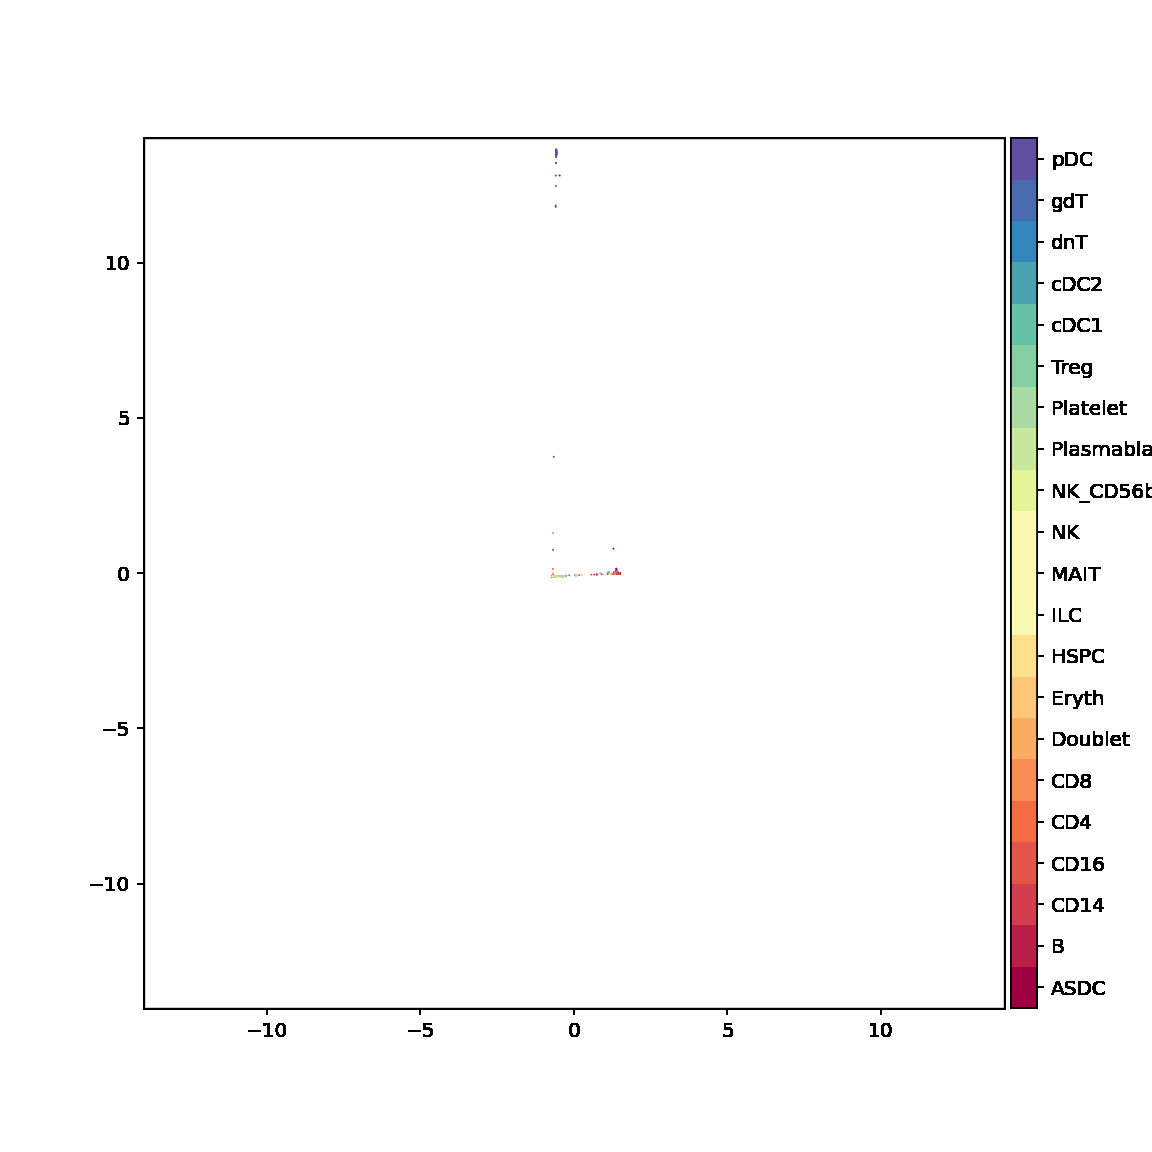 pDC
gdT
dnT
cDC2
cDC1
Treg
Platelet
Plasmabla
NK_CD56b
NK
MAIT
ILC
HSPC
Eryth
Doublet
CD8
CD4
CD16
CD14
B
ASDC
10
5
0
−5
−10
−10
−5
0
5
10